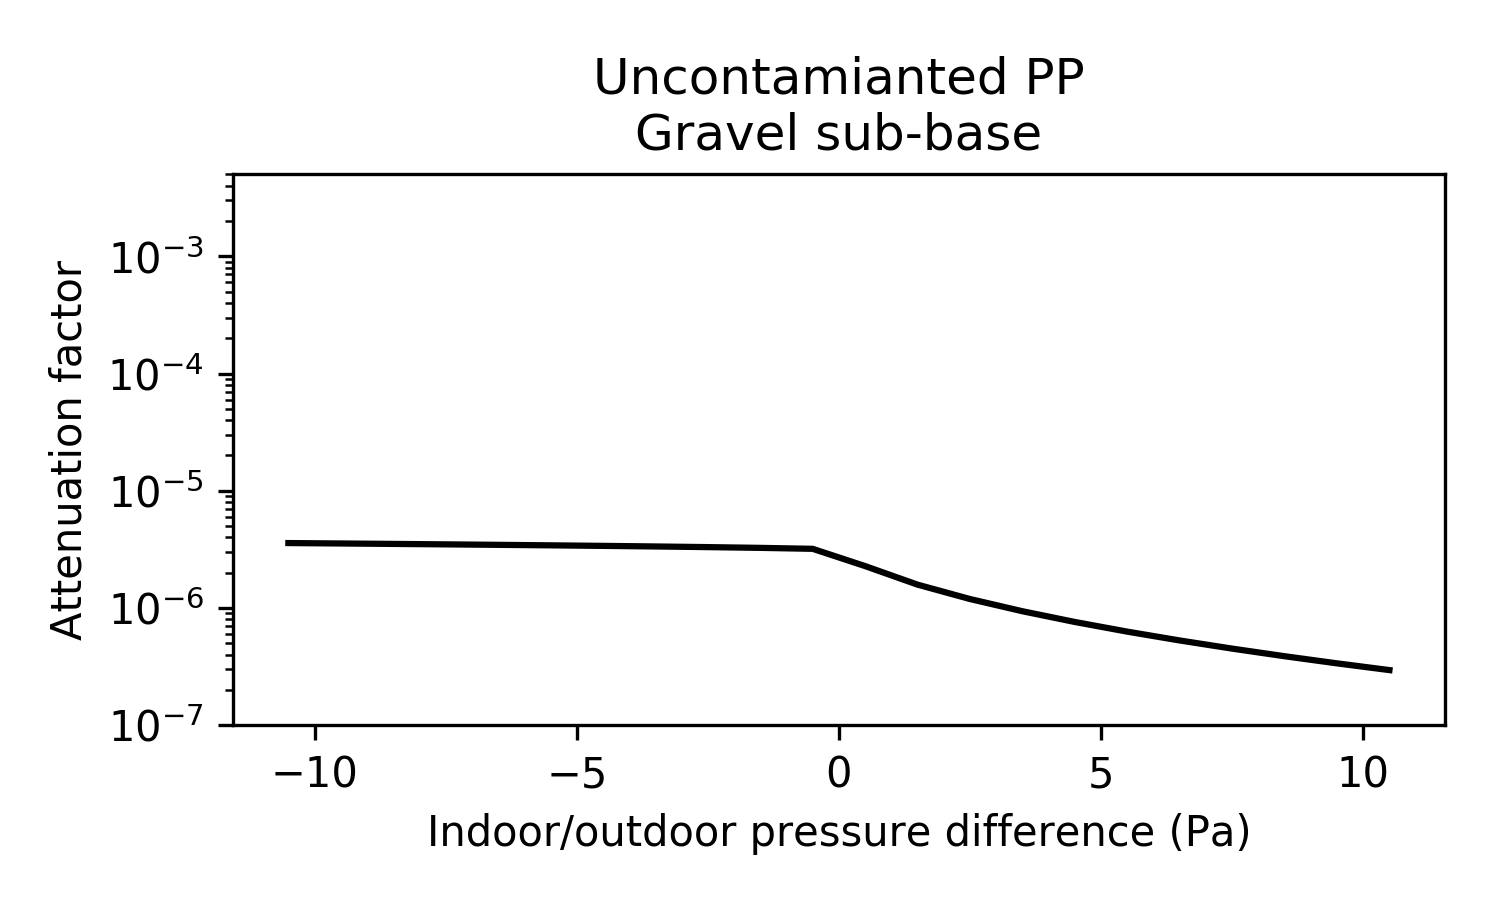 Uncontamianted PP
Gravel sub-base
Attenuation factor
10⁻³
10⁻⁴
10⁻⁵
10⁻⁶
10⁻⁷
−10 −5 0 5 10
Indoor/outdoor pressure difference (Pa)